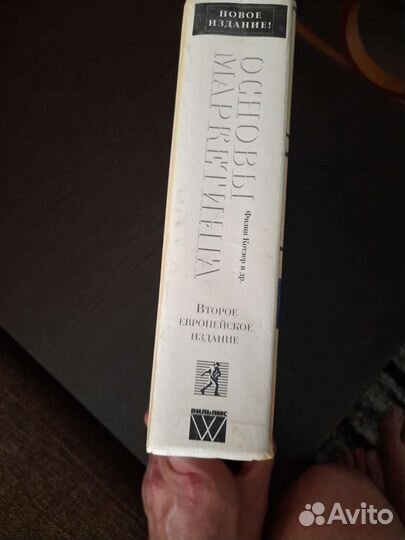 НОВОЕ
ИЗДАНИЕ!
ОСНОВЫ
МАРКЕТИНГА
Филип Котлер и др.
ВТОРОЕ
ЕВРОПЕЙСКОЕ
ИЗДАНИЕ
ВИЛЬЯМС
W
Avito